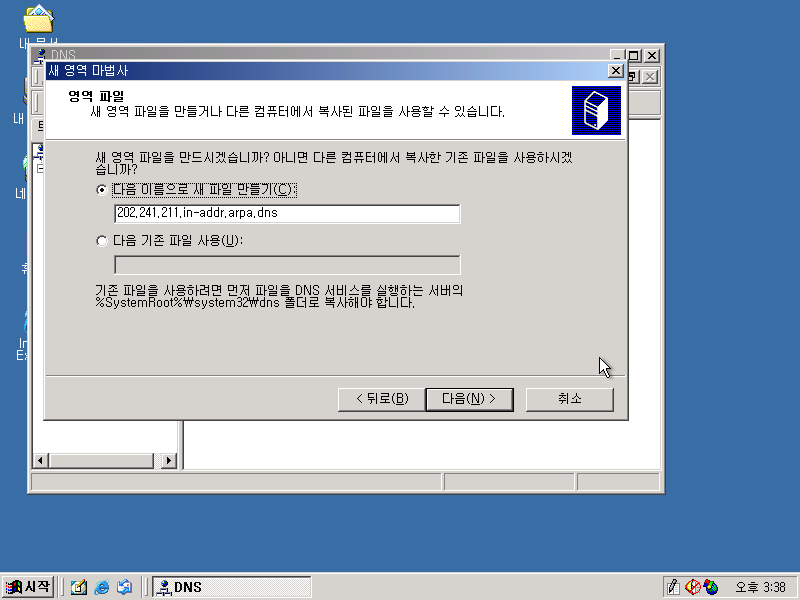 내 문서
DNS
새 영역 마법사
영역 파일
새 영역 파일을 만들거나 다른 컴퓨터에서 복사된 파일을 사용할 수 있습니다.
새 영역 파일을 만드시겠습니까? 아니면 다른 컴퓨터에서 복사한 기존 파일을 사용하시겠
습니까?
다음 이름으로 새 파일 만들기(C):
202.241.211.in-addr.arpa.dns
다음 기존 파일 사용(U):
기존 파일을 사용하려면 먼저 파일을 DNS 서비스를 실행하는 서버의
%SystemRoot%₩system32₩dns 폴더로 복사해야 합니다.
< 뒤로(B)
다음(N) >
취소
시작
DNS
오후 3:38